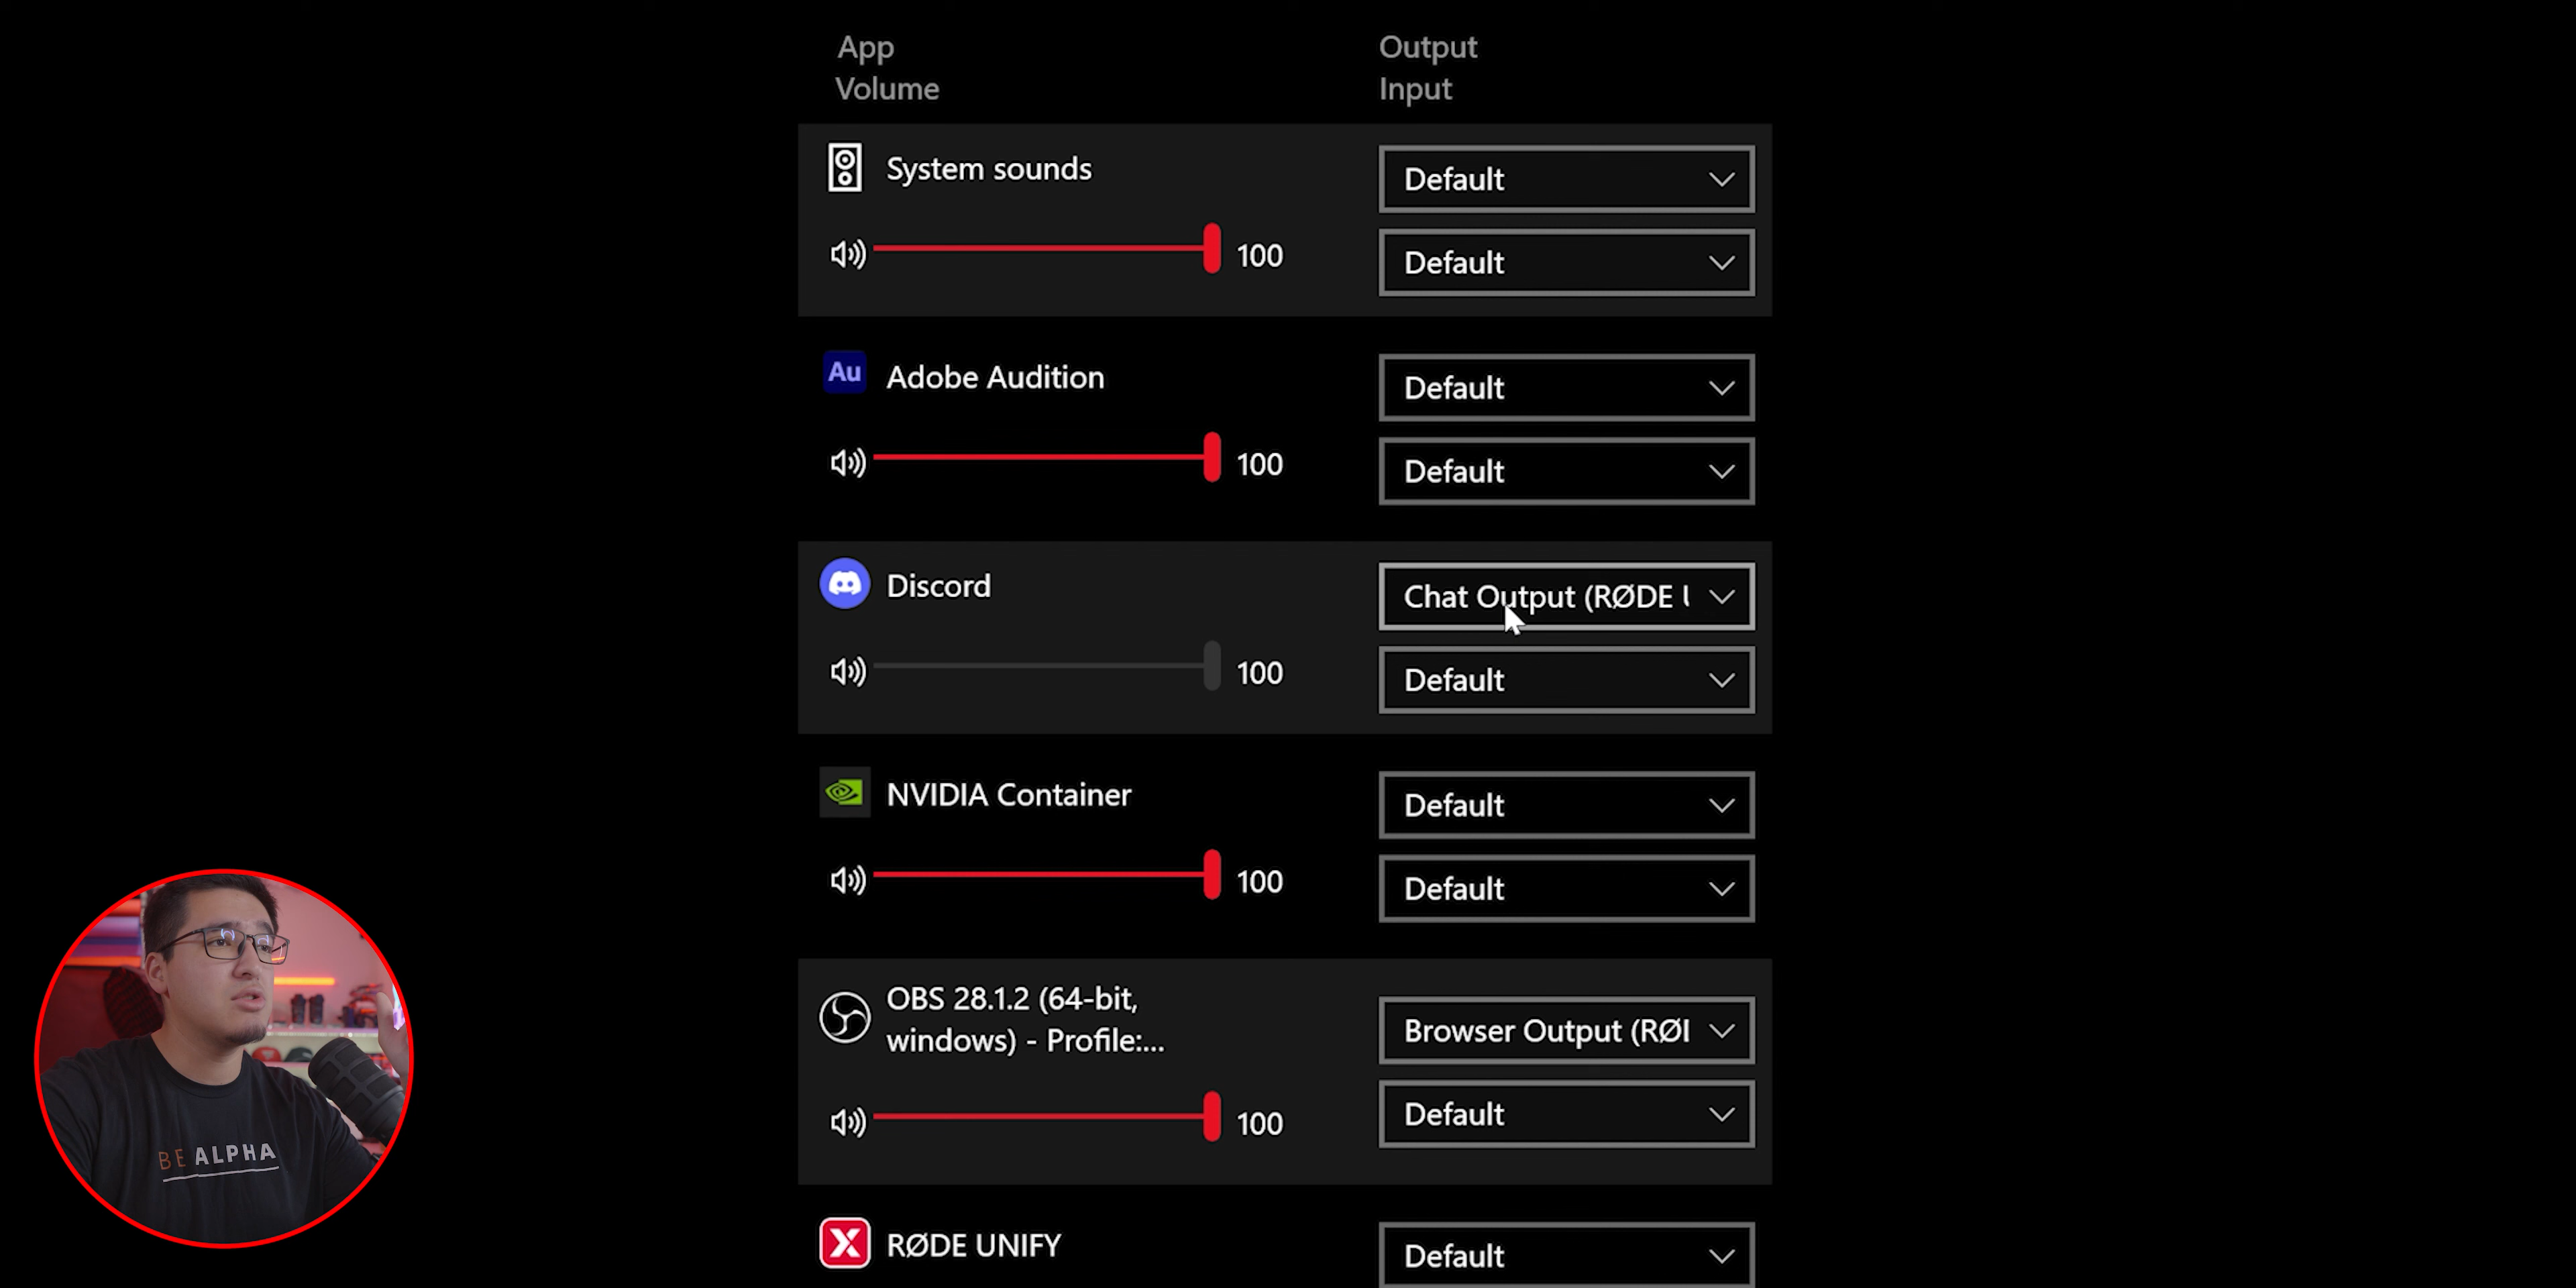 App
Volume
Output
Input
System sounds
Default
100
Default
Au
Adobe Audition
Default
100
Default
Discord
Chat Output (RØDE
100
Default
NVIDIA Container
Default
100
Default
OBS 28.1.2 (64-bit,
windows) - Profile:...
Browser Output (RØ
100
Default
RØDE UNIFY
Default
BE ALPHA